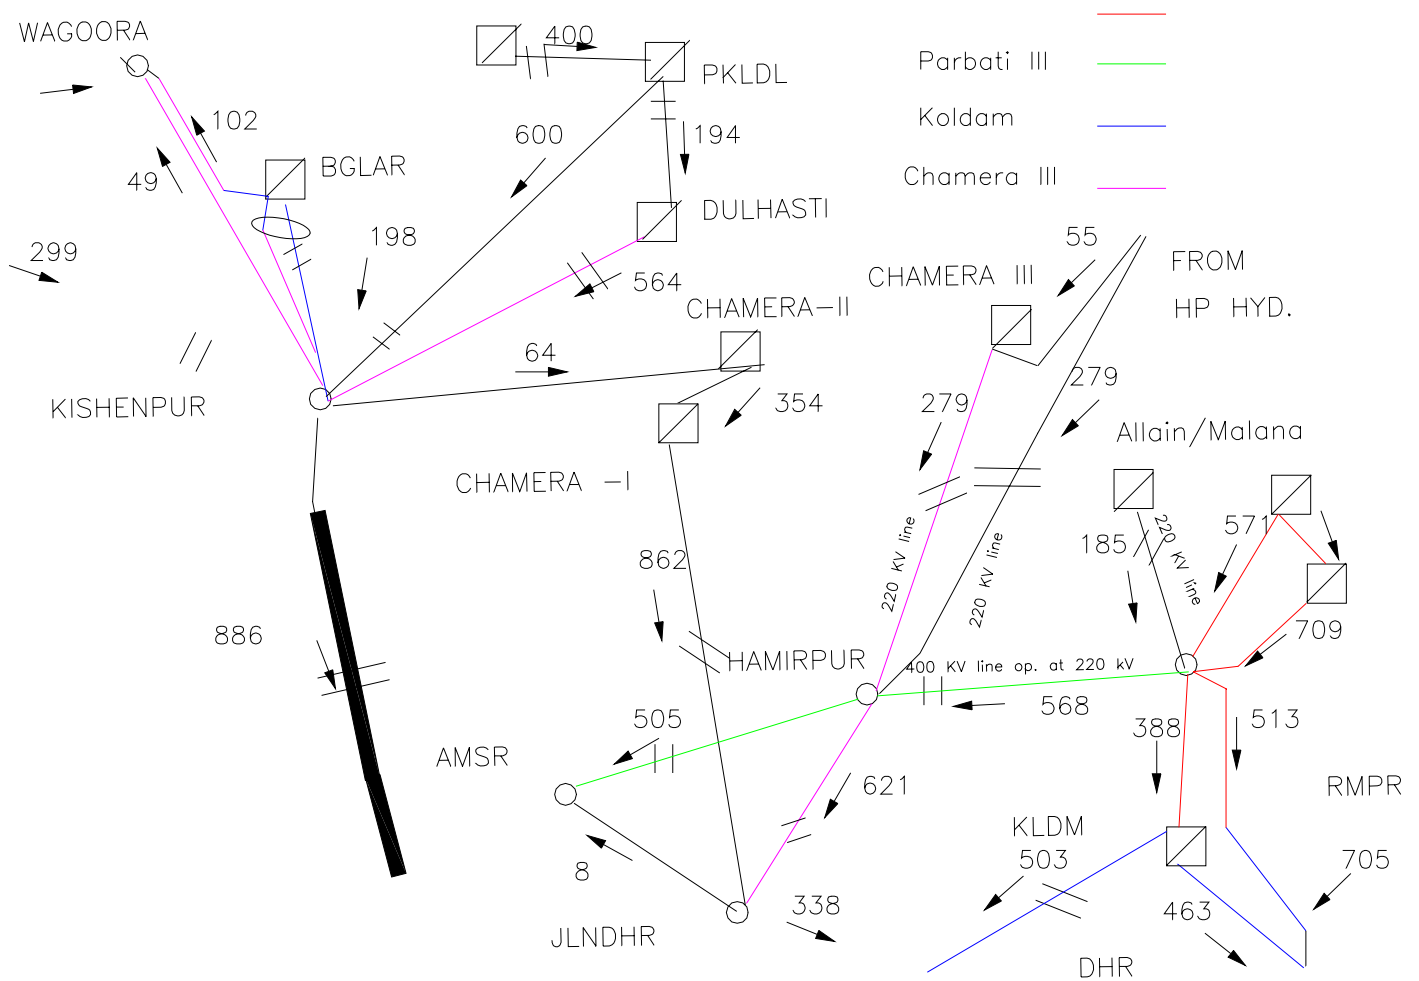 WAGOORA
400
PKLDL
Parbati III
102
600
194
Koldam
49
BGLAR
Chamera III
DULHASTI
299
198
564
55
FROM
HP HYD.
CHAMERA III
CHAMERA-II
64
KISHENPUR
354
279
279
Allain/Malana
CHAMERA -I
862
220 KV line
220 KV line
185
220 KV line
571
886
HAMIRPUR
400 KV line op. at 220 kV
709
505
568
388
513
AMSR
621
RMPR
KLDM
503
705
8
338
463
JLNDHR
DHR